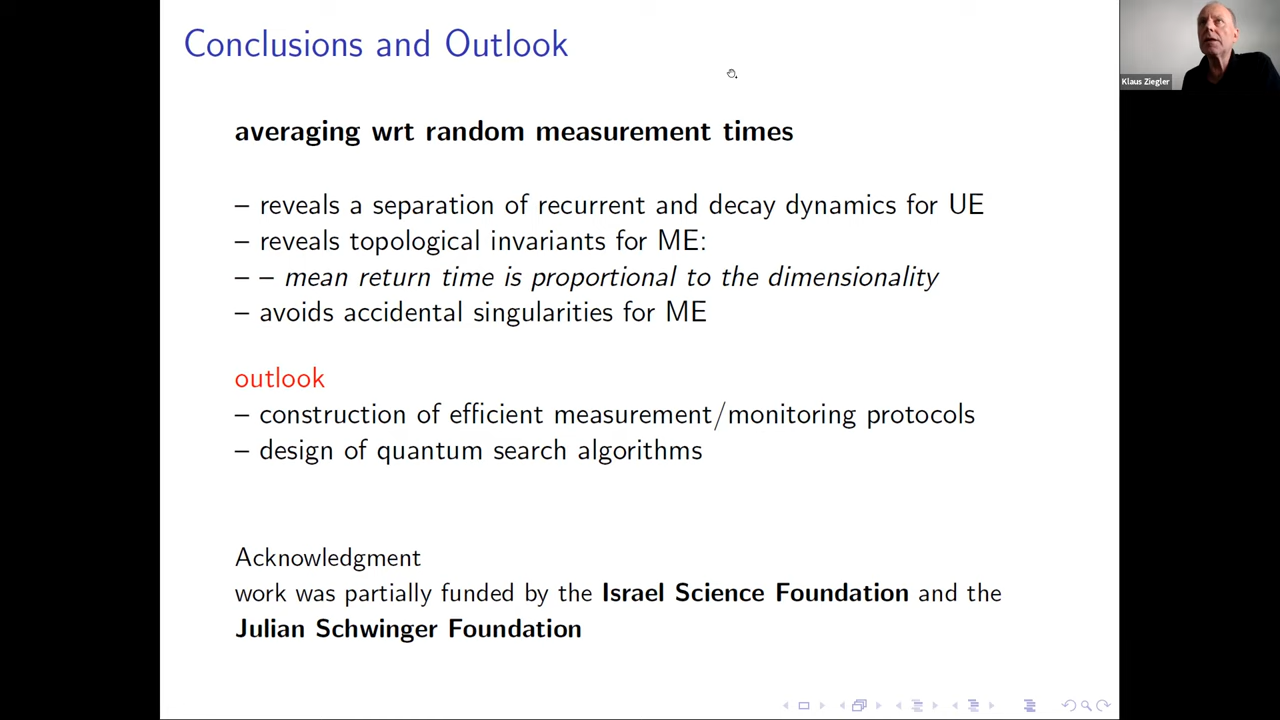 Conclusions and Outlook
Klaus Ziegler
averaging wrt random measurement times
– reveals a separation of recurrent and decay dynamics for UE
– reveals topological invariants for ME:
– – mean return time is proportional to the dimensionality
– avoids accidental singularities for ME
outlook
– construction of efficient measurement/monitoring protocols
– design of quantum search algorithms
Acknowledgment
work was partially funded by the Israel Science Foundation and the
Julian Schwinger Foundation